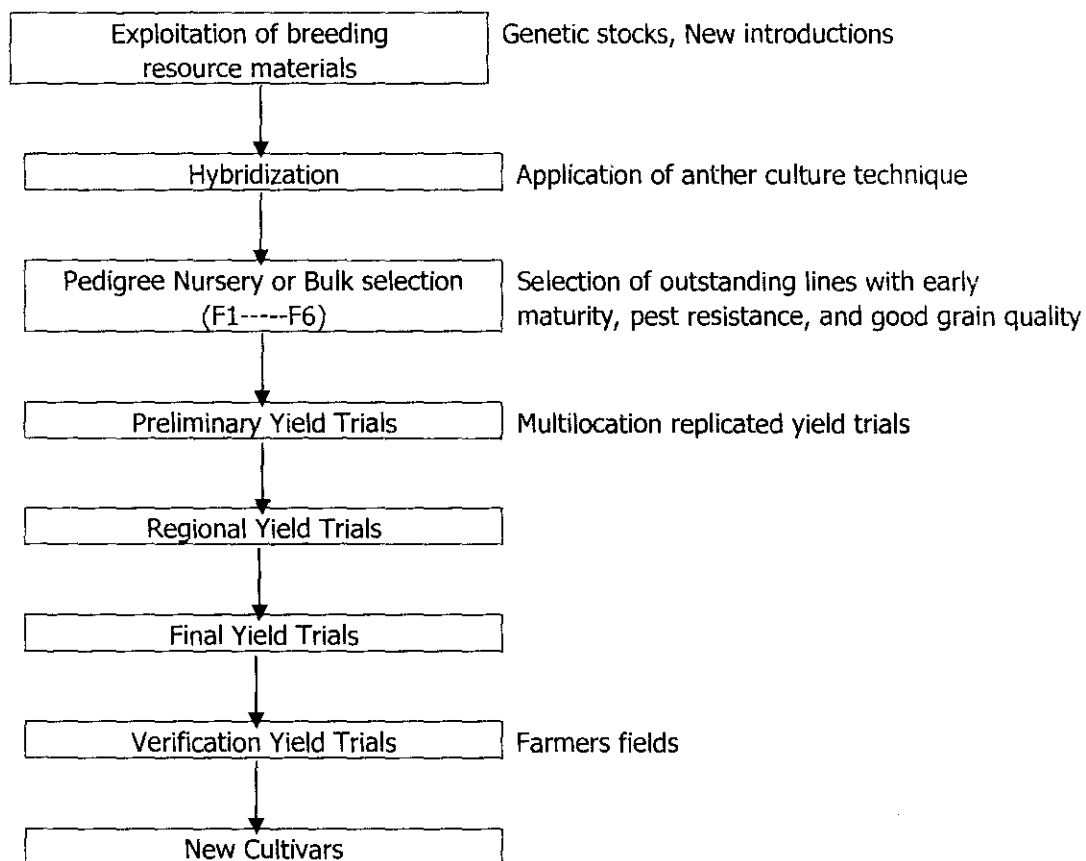 Exploitation of breeding
resource materials
Genetic stocks, New introductions
Hybridization
Application of anther culture technique
Pedigree Nursery or Bulk selection
(F1-----F6)
Selection of outstanding lines with early
maturity, pest resistance, and good grain quality
Preliminary Yield Trials
Multilocation replicated yield trials
Regional Yield Trials
Final Yield Trials
Verification Yield Trials
Farmers fields
New Cultivars